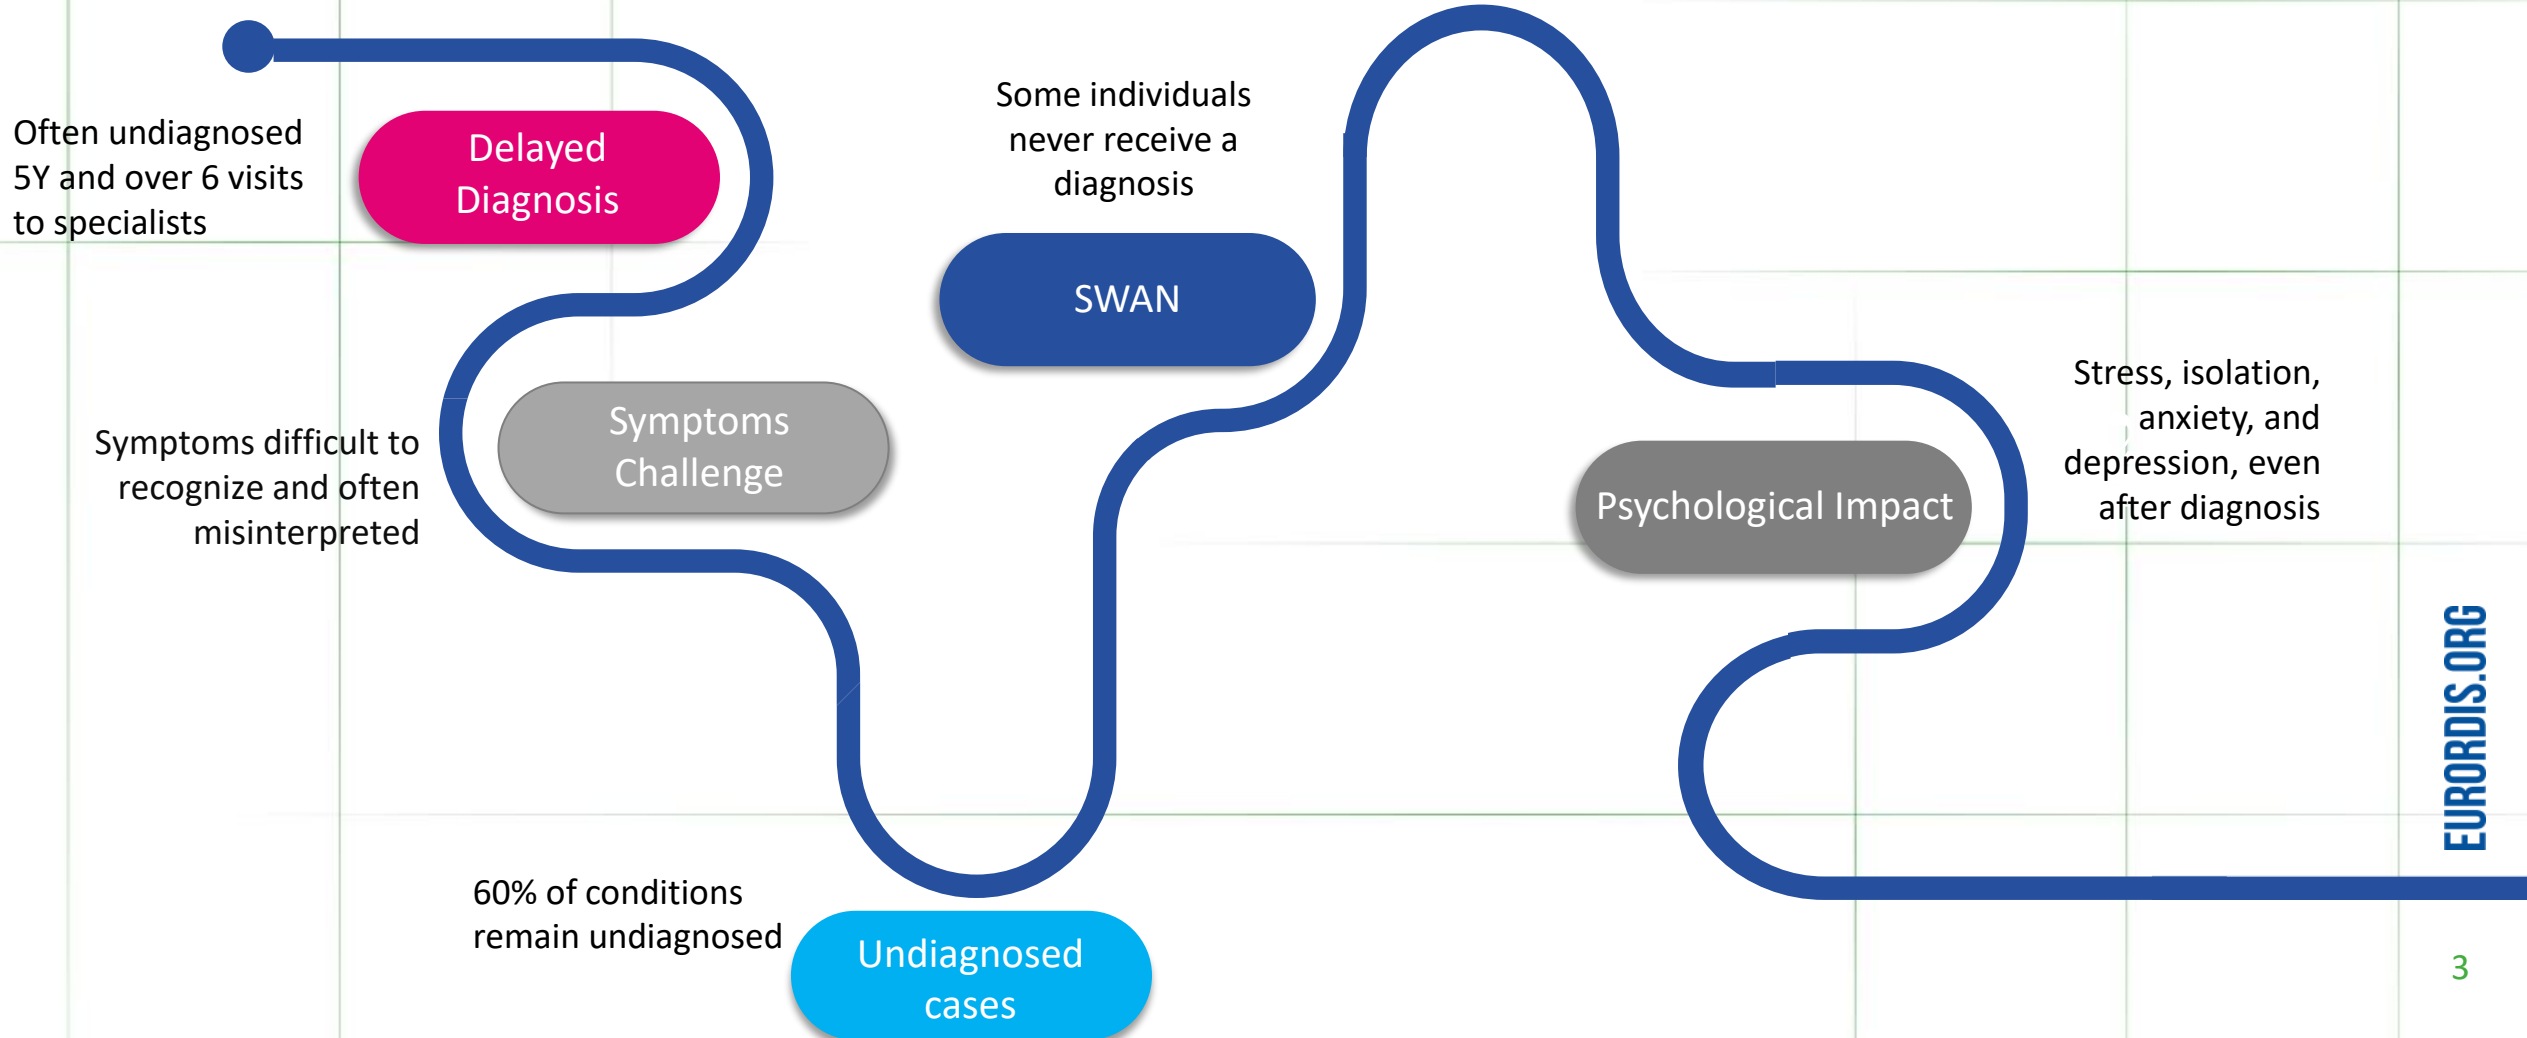 Often undiagnosed
5Y and over 6 visits
to specialists
Delayed
Diagnosis
Symptoms difficult to
recognize and often
misinterpreted
Symptoms
Challenge
60% of conditions
remain undiagnosed
Undiagnosed
cases
Some individuals
never receive a
diagnosis
SWAN
Psychological Impact
Stress, isolation,
anxiety, and
depression, even
after diagnosis
EURORDIS.ORG
3